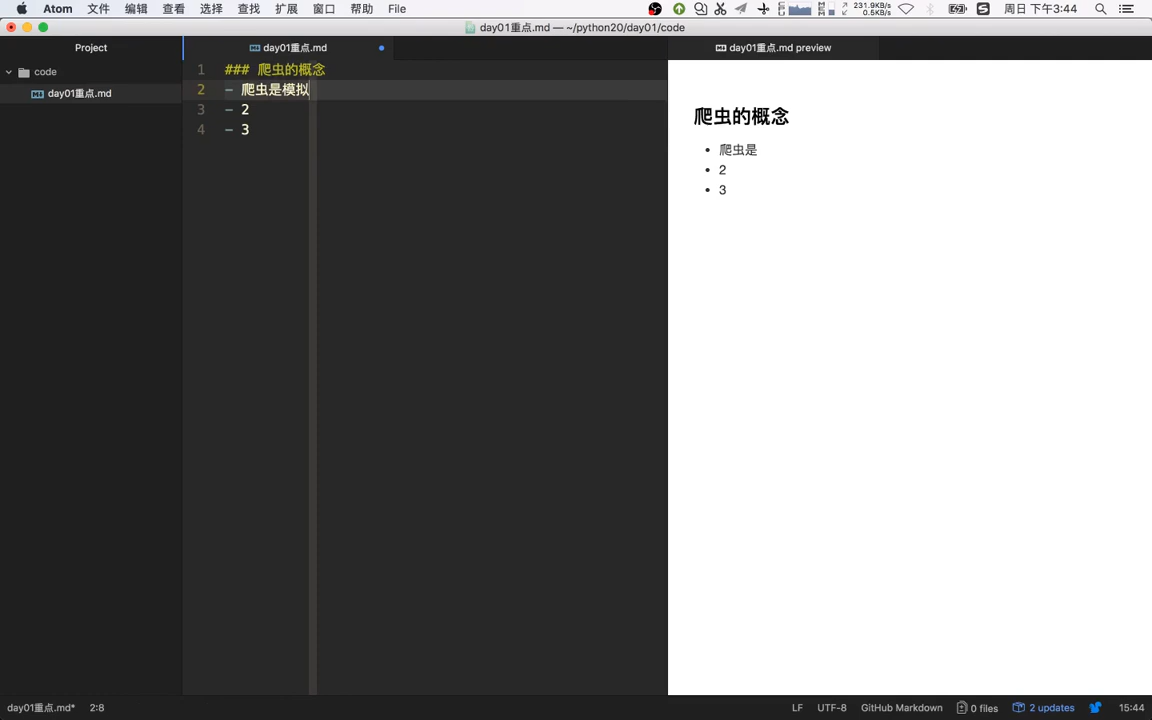 Atom 文件 编辑 查看 选择 查找 扩展 窗口 帮助 File 231.9KB/s 0.5KB/s 周日 下午3:44
day01重点.md — ~/python20/day01/code
Project day01重点.md day01重点.md preview
code
day01重点.md
1 ### 爬虫的概念
2 - 爬虫是模拟
3 - 2
4 - 3
爬虫的概念
• 爬虫是
• 2
• 3
day01重点.md* 2:8 LF UTF-8 GitHub Markdown 0 files 2 updates 15:44